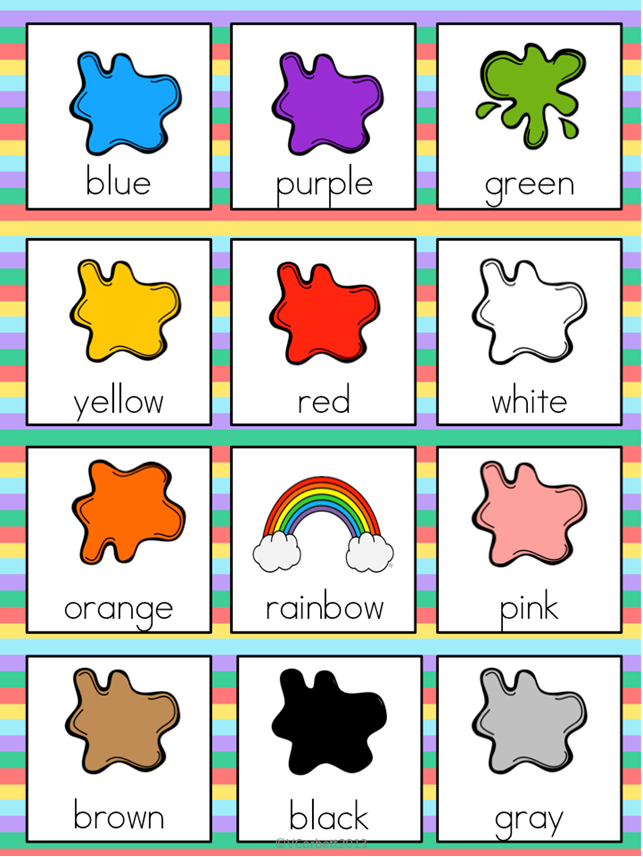 blue purple green
yellow red white
orange rainbow pink
brown black gray